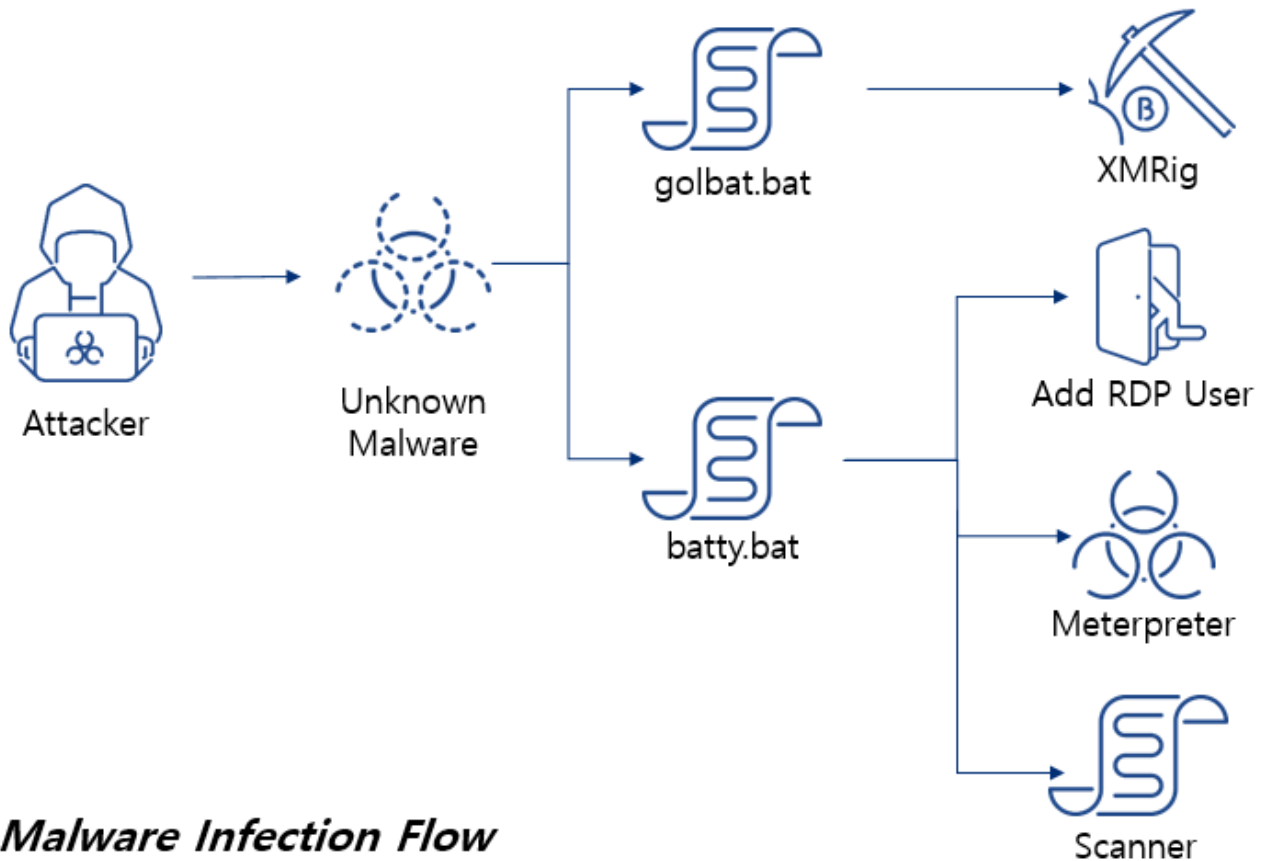 golbat.bat
XMRig
Attacker
Unknown
Malware
Add RDP User
batty.bat
Meterpreter
Scanner
Malware Infection Flow